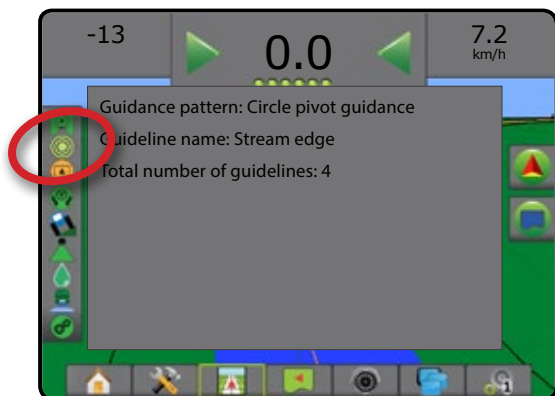 -13
0.0
7.2
km/h
Guidance pattern: Circle pivot guidance
Guideline name: Stream edge
Total number of guidelines: 4
1